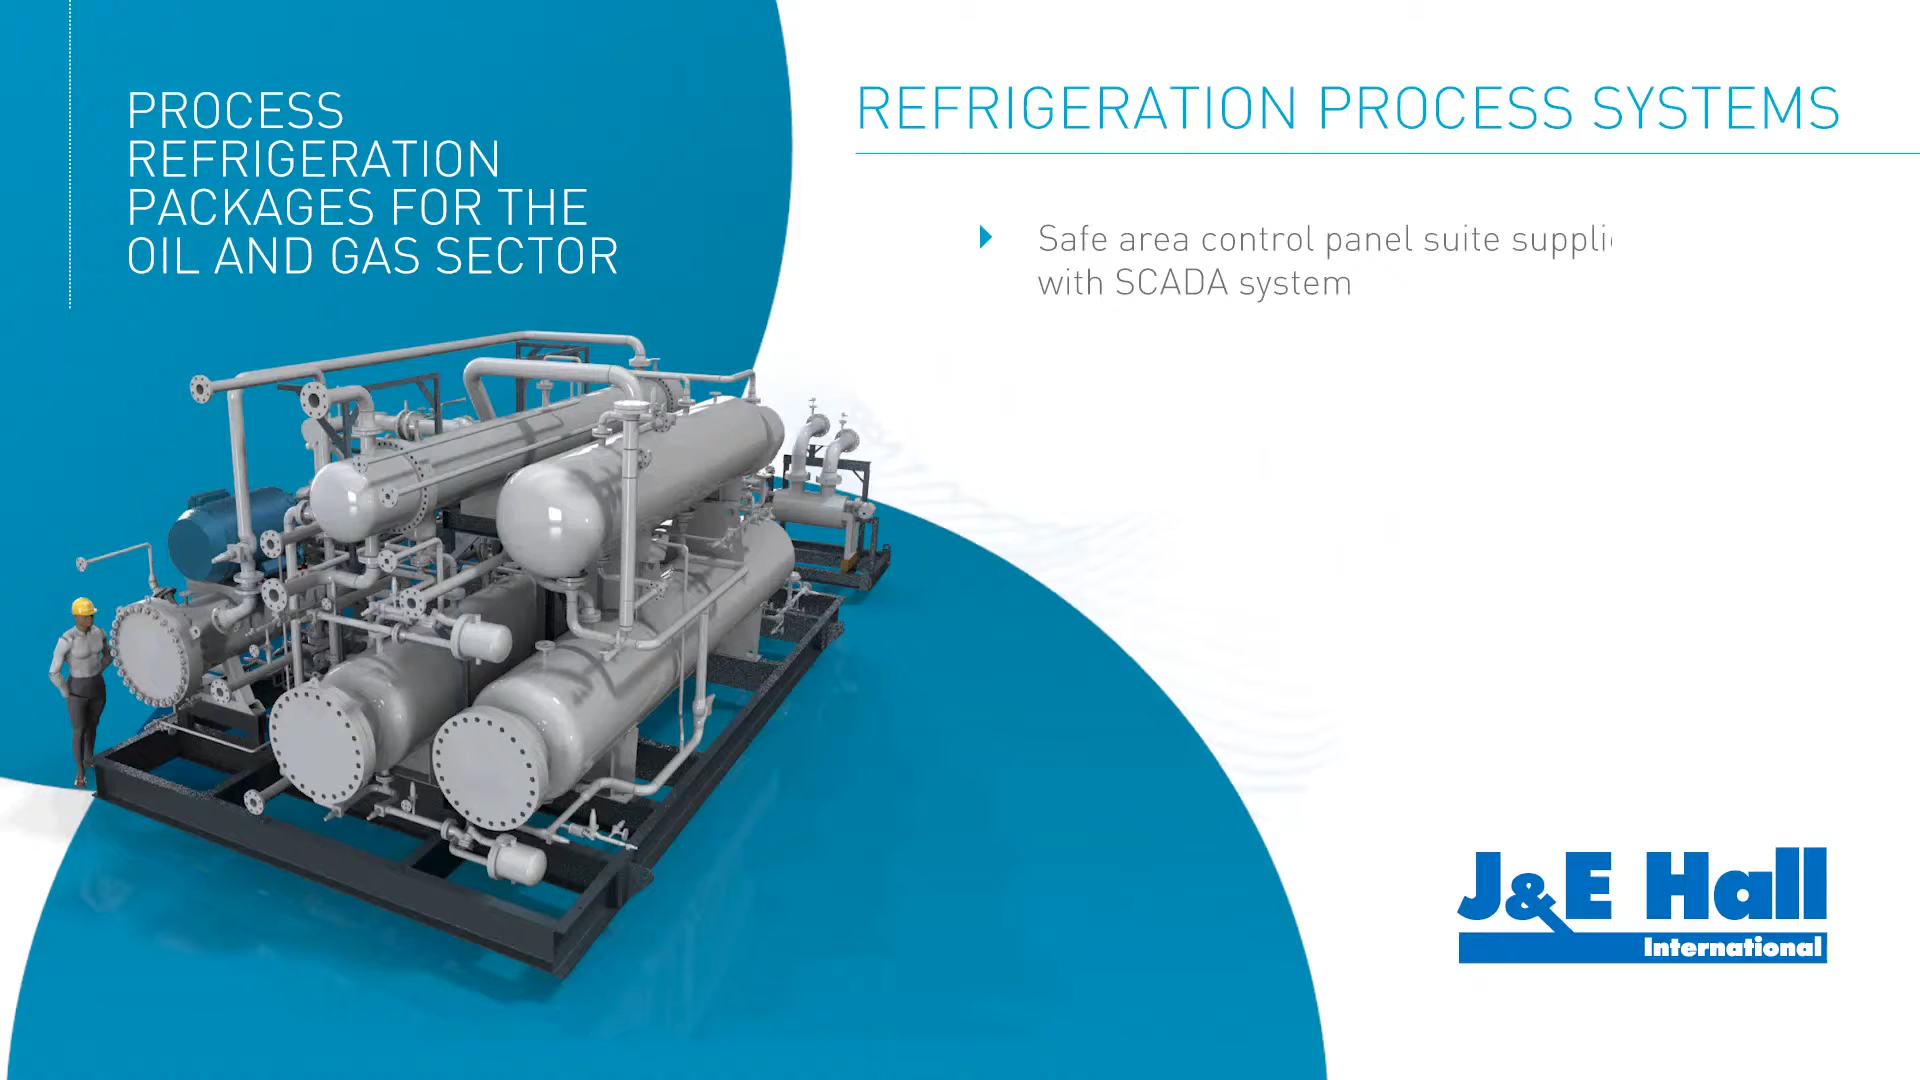 PROCESS
REFRIGERATION
PACKAGES FOR THE
OIL AND GAS SECTOR
REFRIGERATION PROCESS SYSTEMS
Safe area control panel suite
with SCADA system
J&E Hall
International